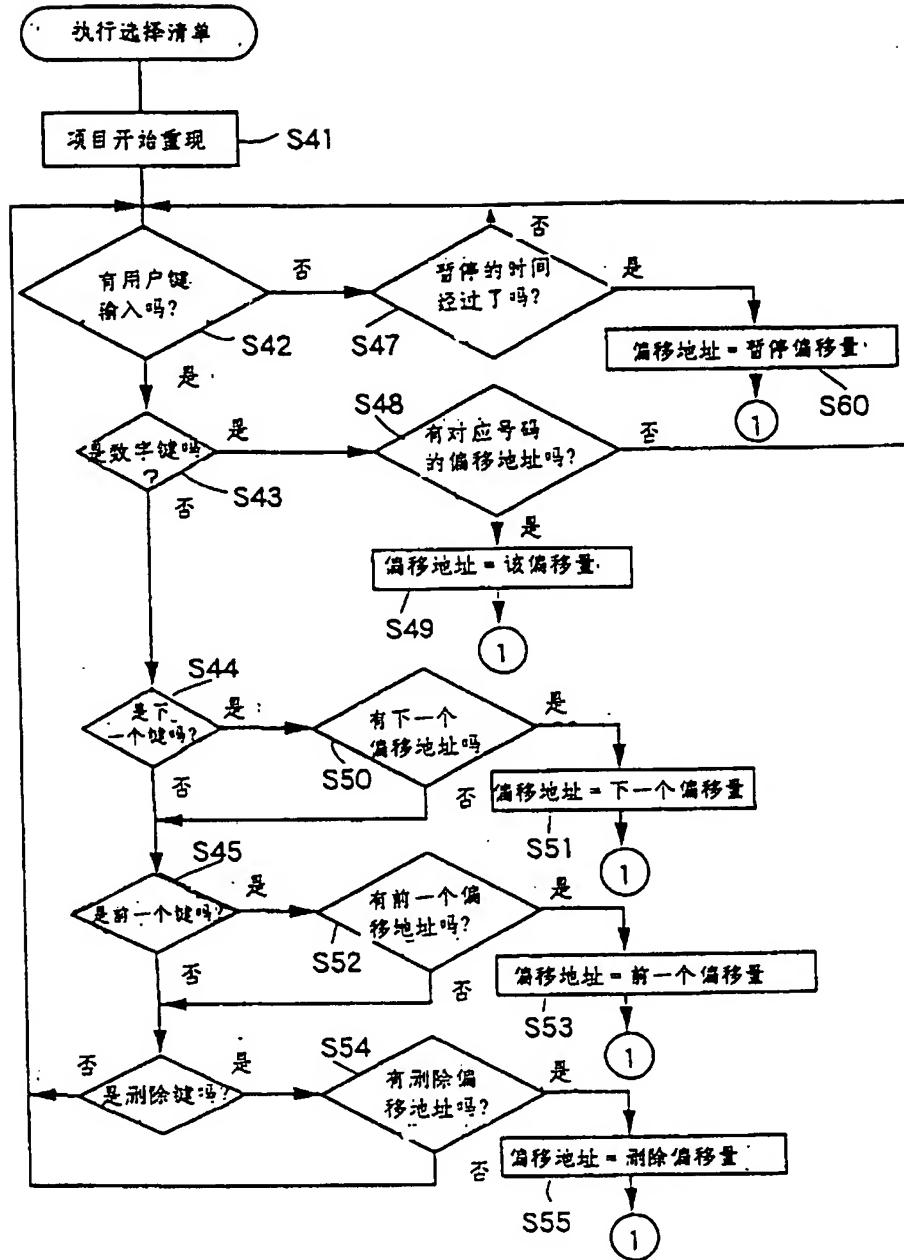 执行选择清单
项目开始重现
S41
有用户键
输入吗?
否
S42
是
暂停的时间
经过了吗?
否
是
S47
偏移地址=暂停偏移量
S60
1
是数字键吗
?
是
S43
否
S48
有对应号码
的偏移地址吗?
否
是
偏移地址=该偏移量
S49
1
S44
是下
一个键吗?
是
否
有下一个
偏移地址吗
S50
是
否
偏移地址=下一个偏移量
S51
1
S45
是前一个键吗?
是
否
有前一个偏
移地址吗?
S52
是
否
偏移地址=前一个偏移量
S53
1
否
是删除键吗?
是
S54
有删除偏
移地址吗?
是
否
偏移地址=删除偏移量
S55
1